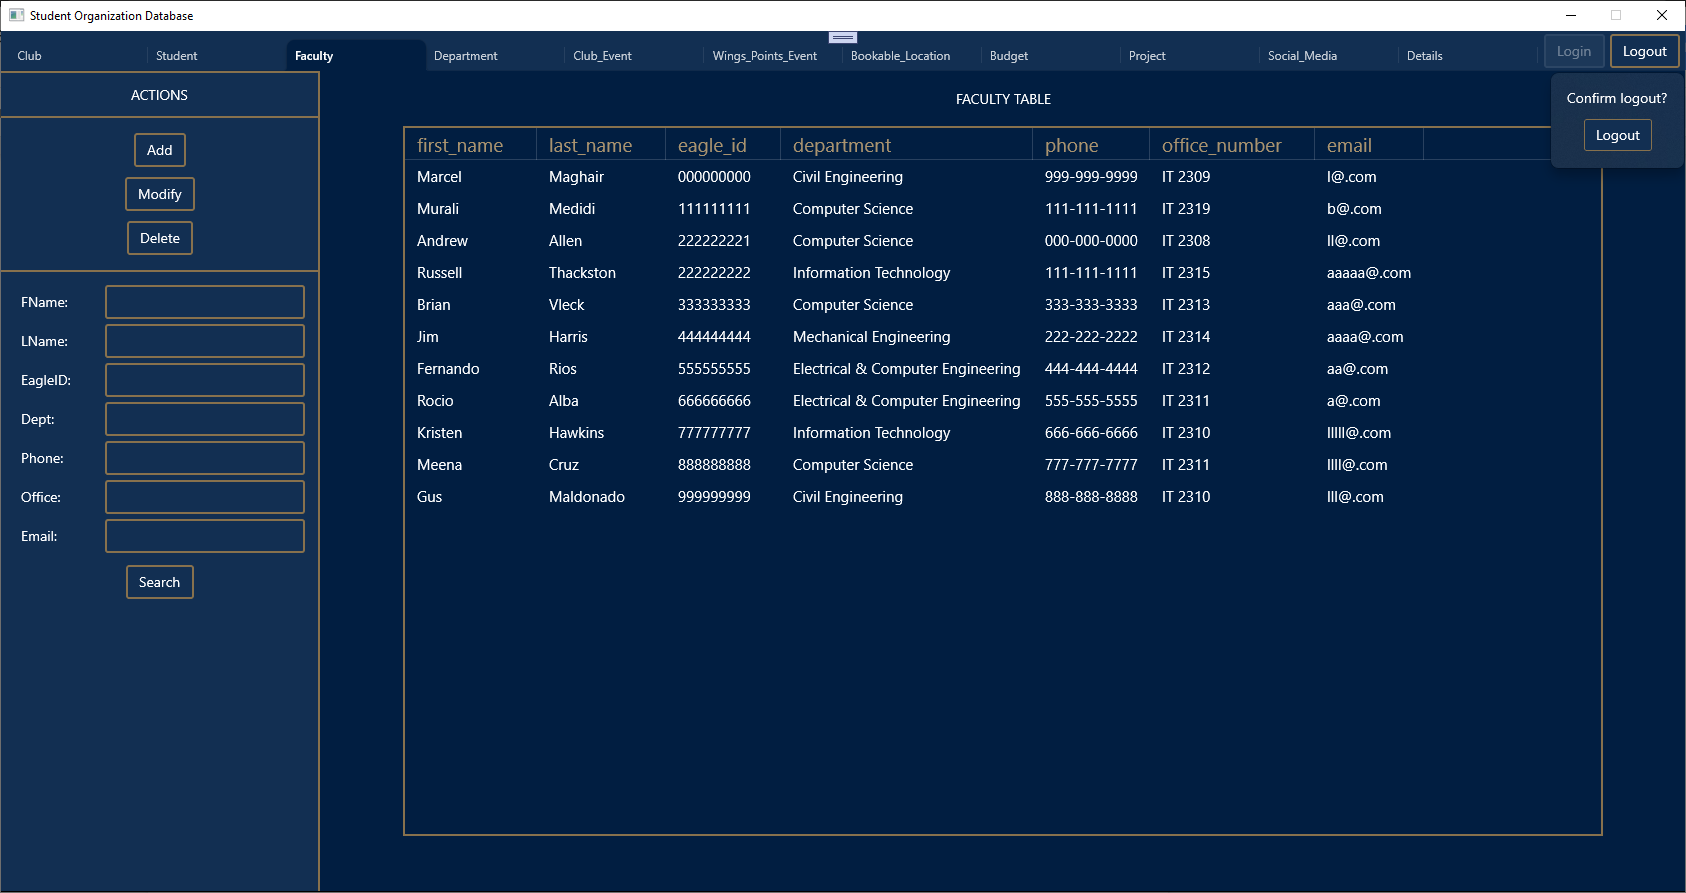 Student Organization Database
Club Student Faculty Department Club_Event Wings_Points_Event Bookable_Location Budget Project Social_Media Details Login Logout
Confirm logout?
Logout
ACTIONS
Add
Modify
Delete
FName:
LName:
EagleID:
Dept:
Phone:
Office:
Email:
Search
FACULTY TABLE
first_name last_name eagle_id department phone office_number email
Marcel Maghair 000000000 Civil Engineering 999-999-9999 IT 2309 l@.com
Murali Medidi 111111111 Computer Science 111-111-1111 IT 2319 b@.com
Andrew Allen 222222221 Computer Science 000-000-0000 IT 2308 ll@.com
Russell Thackston 222222222 Information Technology 111-111-1111 IT 2315 aaaaa@.com
Brian Vleck 333333333 Computer Science 333-333-3333 IT 2313 aaa@.com
Jim Harris 444444444 Mechanical Engineering 222-222-2222 IT 2314 aaaa@.com
Fernando Rios 555555555 Electrical & Computer Engineering 444-444-4444 IT 2312 aa@.com
Rocio Alba 666666666 Electrical & Computer Engineering 555-555-5555 IT 2311 a@.com
Kristen Hawkins 777777777 Information Technology 666-666-6666 IT 2310 lllll@.com
Meena Cruz 888888888 Computer Science 777-777-7777 IT 2311 llll@.com
Gus Maldonado 999999999 Civil Engineering 888-888-8888 IT 2310 lll@.com